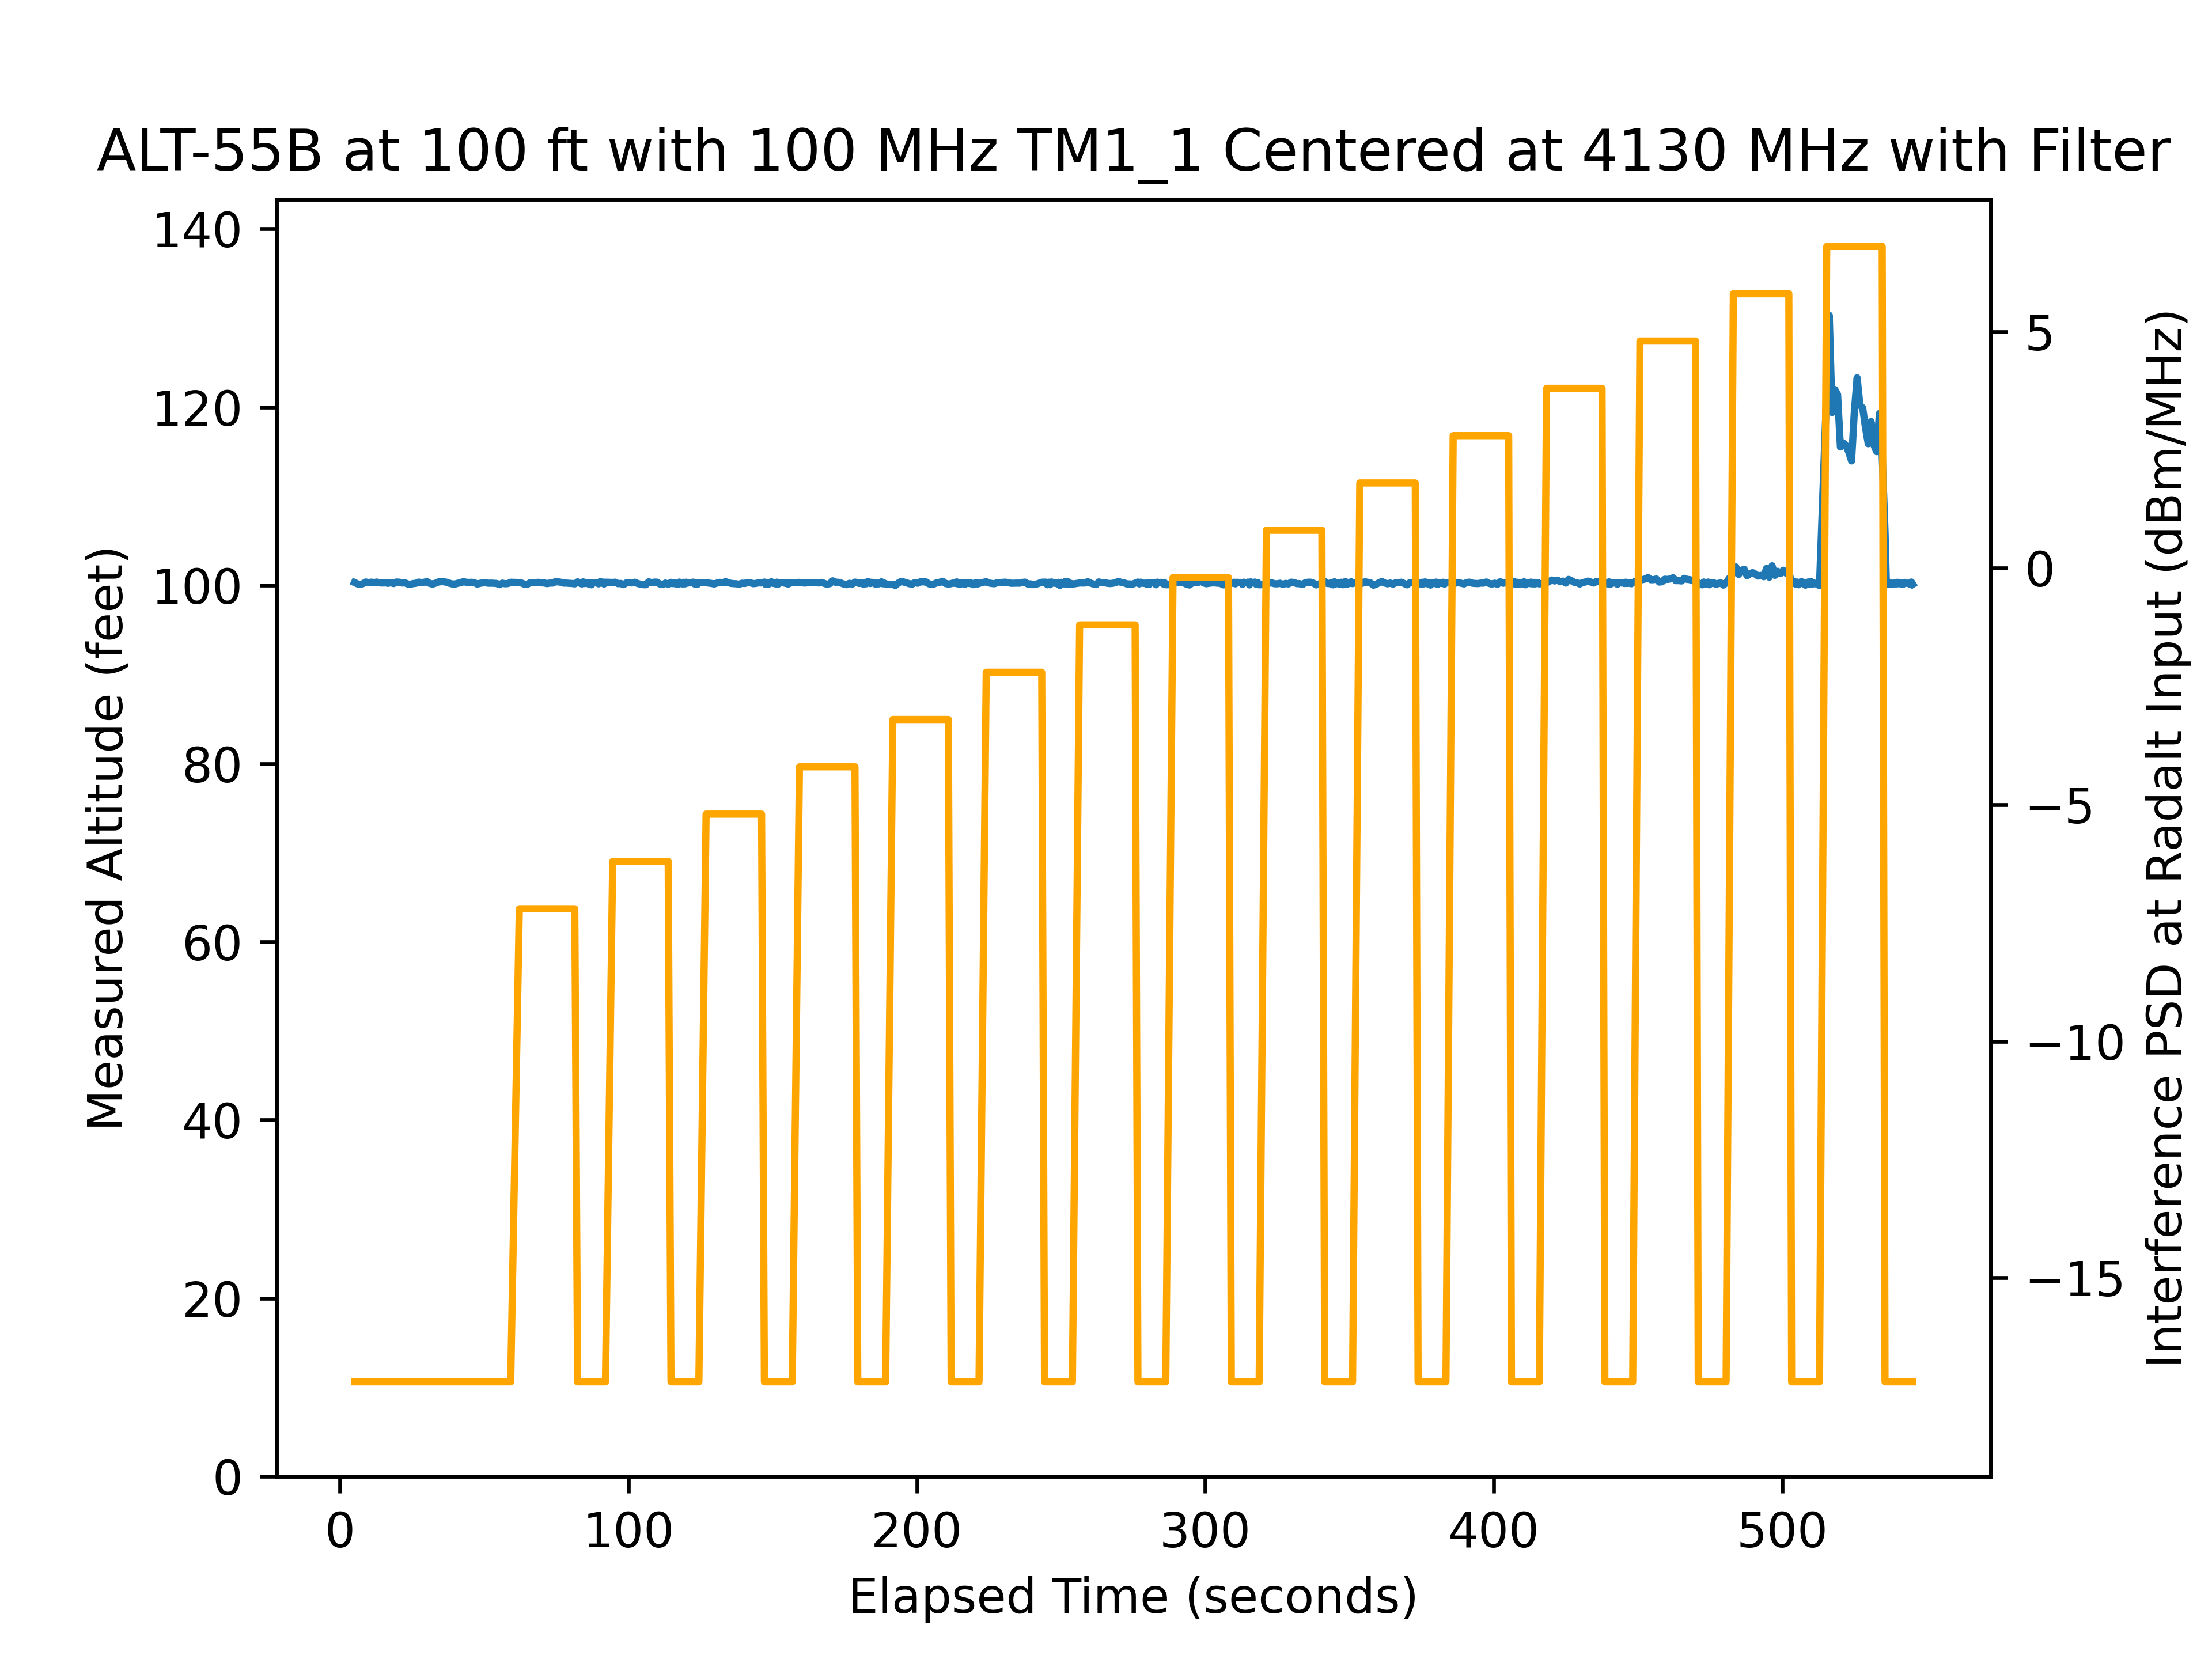 ALT-55B at 100 ft with 100 MHz TM1_1 Centered at 4130 MHz with Filter
140
120
100
80
60
40
20
0
Measured Altitude (feet)
5
0
−5
−10
−15
Interference PSD at Radalt Input (dBm/MHz)
0 100 200 300 400 500
Elapsed Time (seconds)